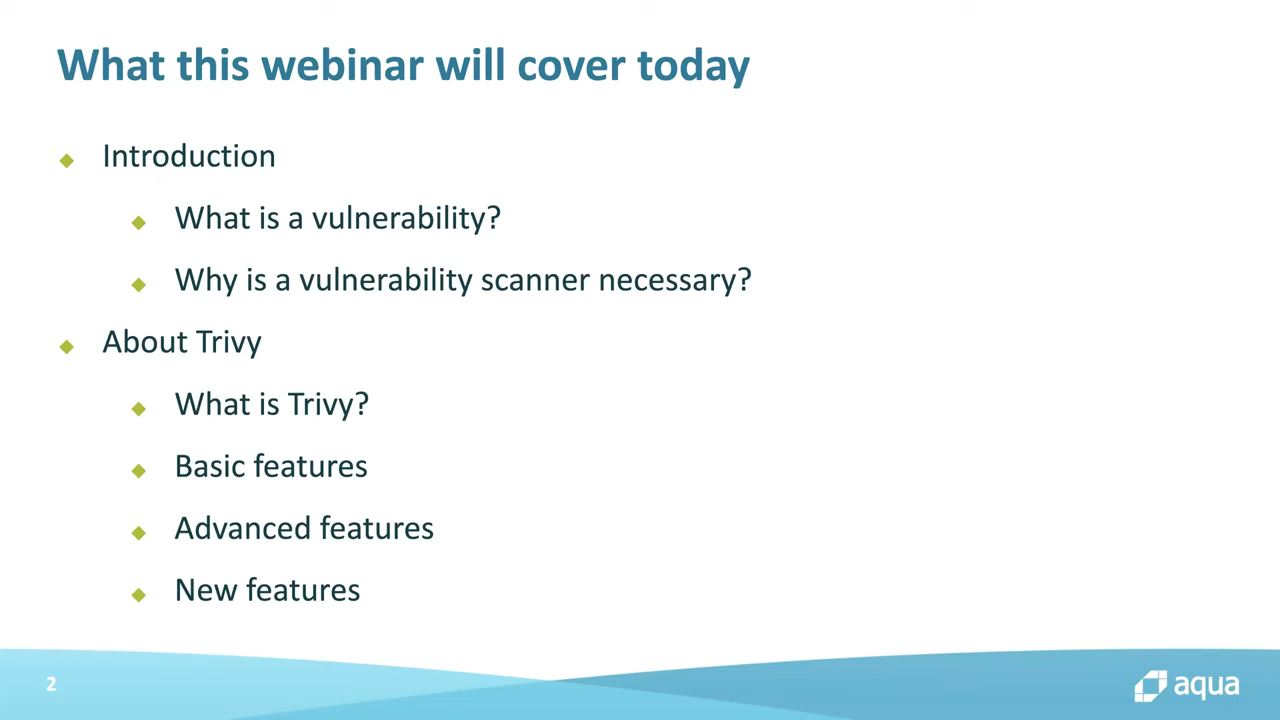 What this webinar will cover today
Introduction
What is a vulnerability?
Why is a vulnerability scanner necessary?
About Trivy
What is Trivy?
Basic features
Advanced features
New features
2
aqua